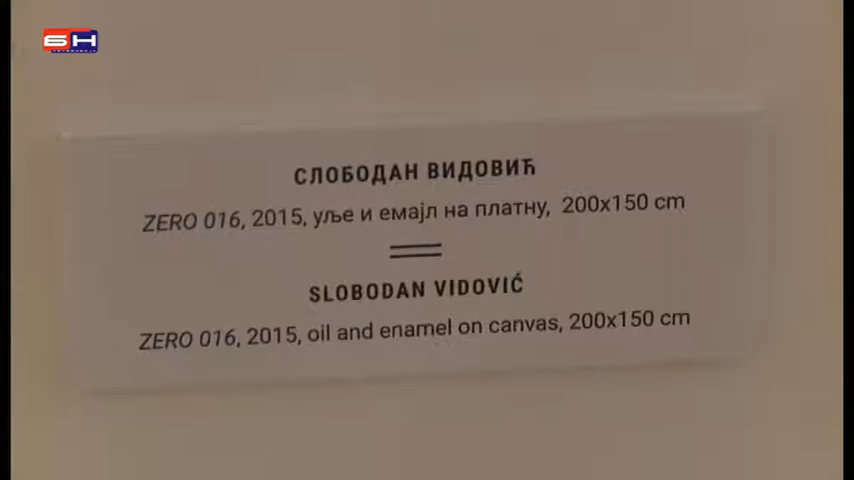 БН
СЛОБОДАН ВИДОВИЋ
ZERO 016, 2015, уље и емајл на платну, 200x150 cm
SLOBODAN VIDOVIĆ
ZERO 016, 2015, oil and enamel on canvas, 200x150 cm